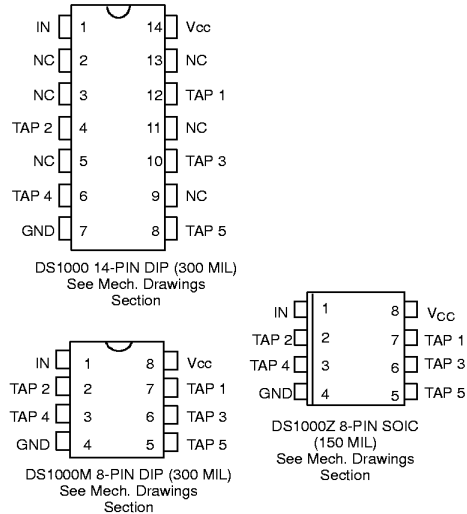 IN 1 14 Vcc
NC 2 13 NC
NC 3 12 TAP 1
TAP 2 4 11 NC
NC 5 10 TAP 3
TAP 4 6 9 NC
GND 7 8 TAP 5
DS1000 14-PIN DIP (300 MIL)
See Mech. Drawings
Section
IN 1 8 Vcc
TAP 2 2 7 TAP 1
TAP 4 3 6 TAP 3
GND 4 5 TAP 5
DS1000M 8-PIN DIP (300 MIL)
See Mech. Drawings
Section
IN 1 8 VCC
TAP 2 2 7 TAP 1
TAP 4 3 6 TAP 3
GND 4 5 TAP 5
DS1000Z 8-PIN SOIC
(150 MIL)
See Mech. Drawings
Section